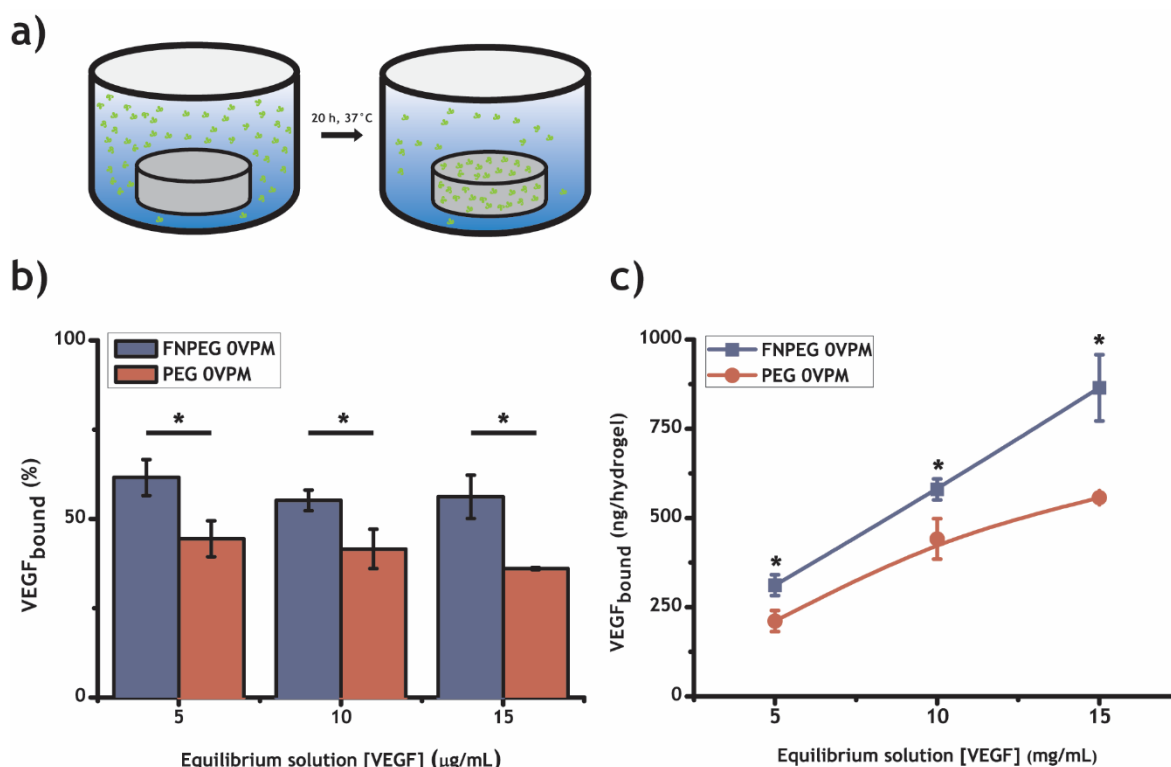 a)
20 h, 37°C
b)
100
50
0
VEGFbound (%)
FNPEG 0VPM
PEG 0VPM
*
*
*
5
10
15
Equilibrium solution [VEGF] (μg/mL)
c)
1000
750
500
250
0
VEGFbound (ng/hydrogel)
FNPEG 0VPM
PEG 0VPM
*
*
*
5
10
15
Equilibrium solution [VEGF] (mg/mL)